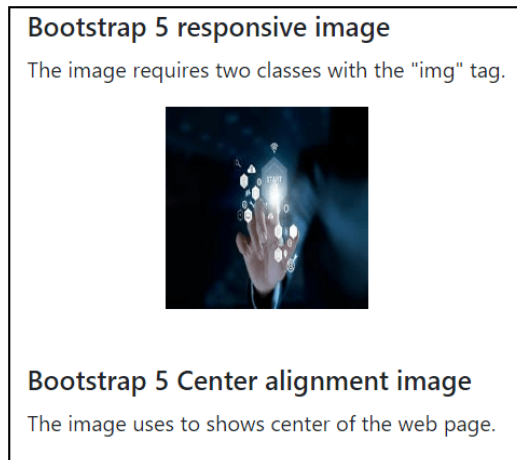 Bootstrap 5 responsive image
The image requires two classes with the "img" tag.
START
Bootstrap 5 Center alignment image
The image uses to shows center of the web page.